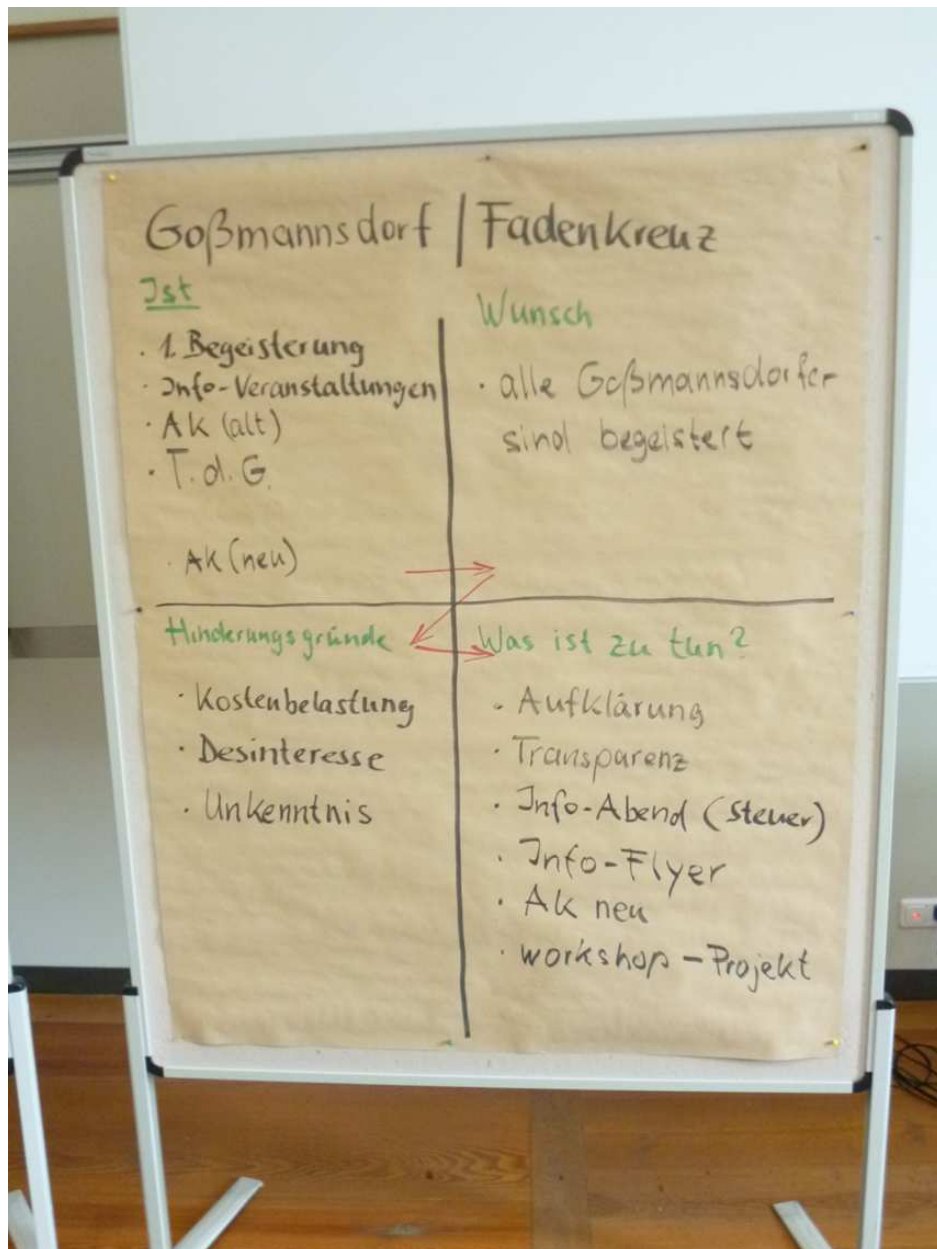 Goßmannsdorf | Fadenkreuz
Ist
· 1. Begeisterung
· Info-Veranstaltungen
· AK (alt)
· T.d.G.
· AK (neu)
Wunsch
· alle Goßmannsdorfer
sind begeistert
Hinderungsgründe
· Kostenbelastung
· Desinteresse
· Unkenntnis
Was ist zu tun?
· Aufklärung
· Transparenz
· Info-Abend (Steuer)
· Info-Flyer
· AK neu
· workshop – Projekt